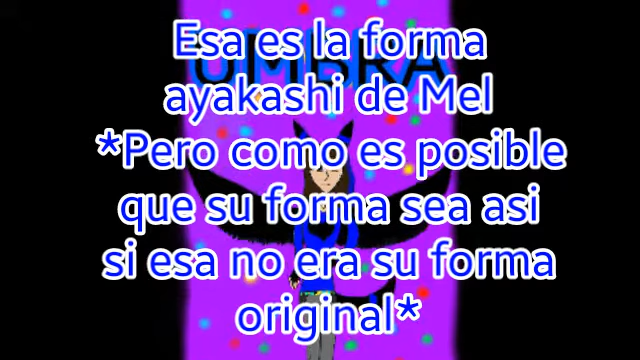 Esa es la forma
UMBRA
ayakashi de Mel
*Pero como es posible
que su forma sea asi
si esa no era su forma
original*